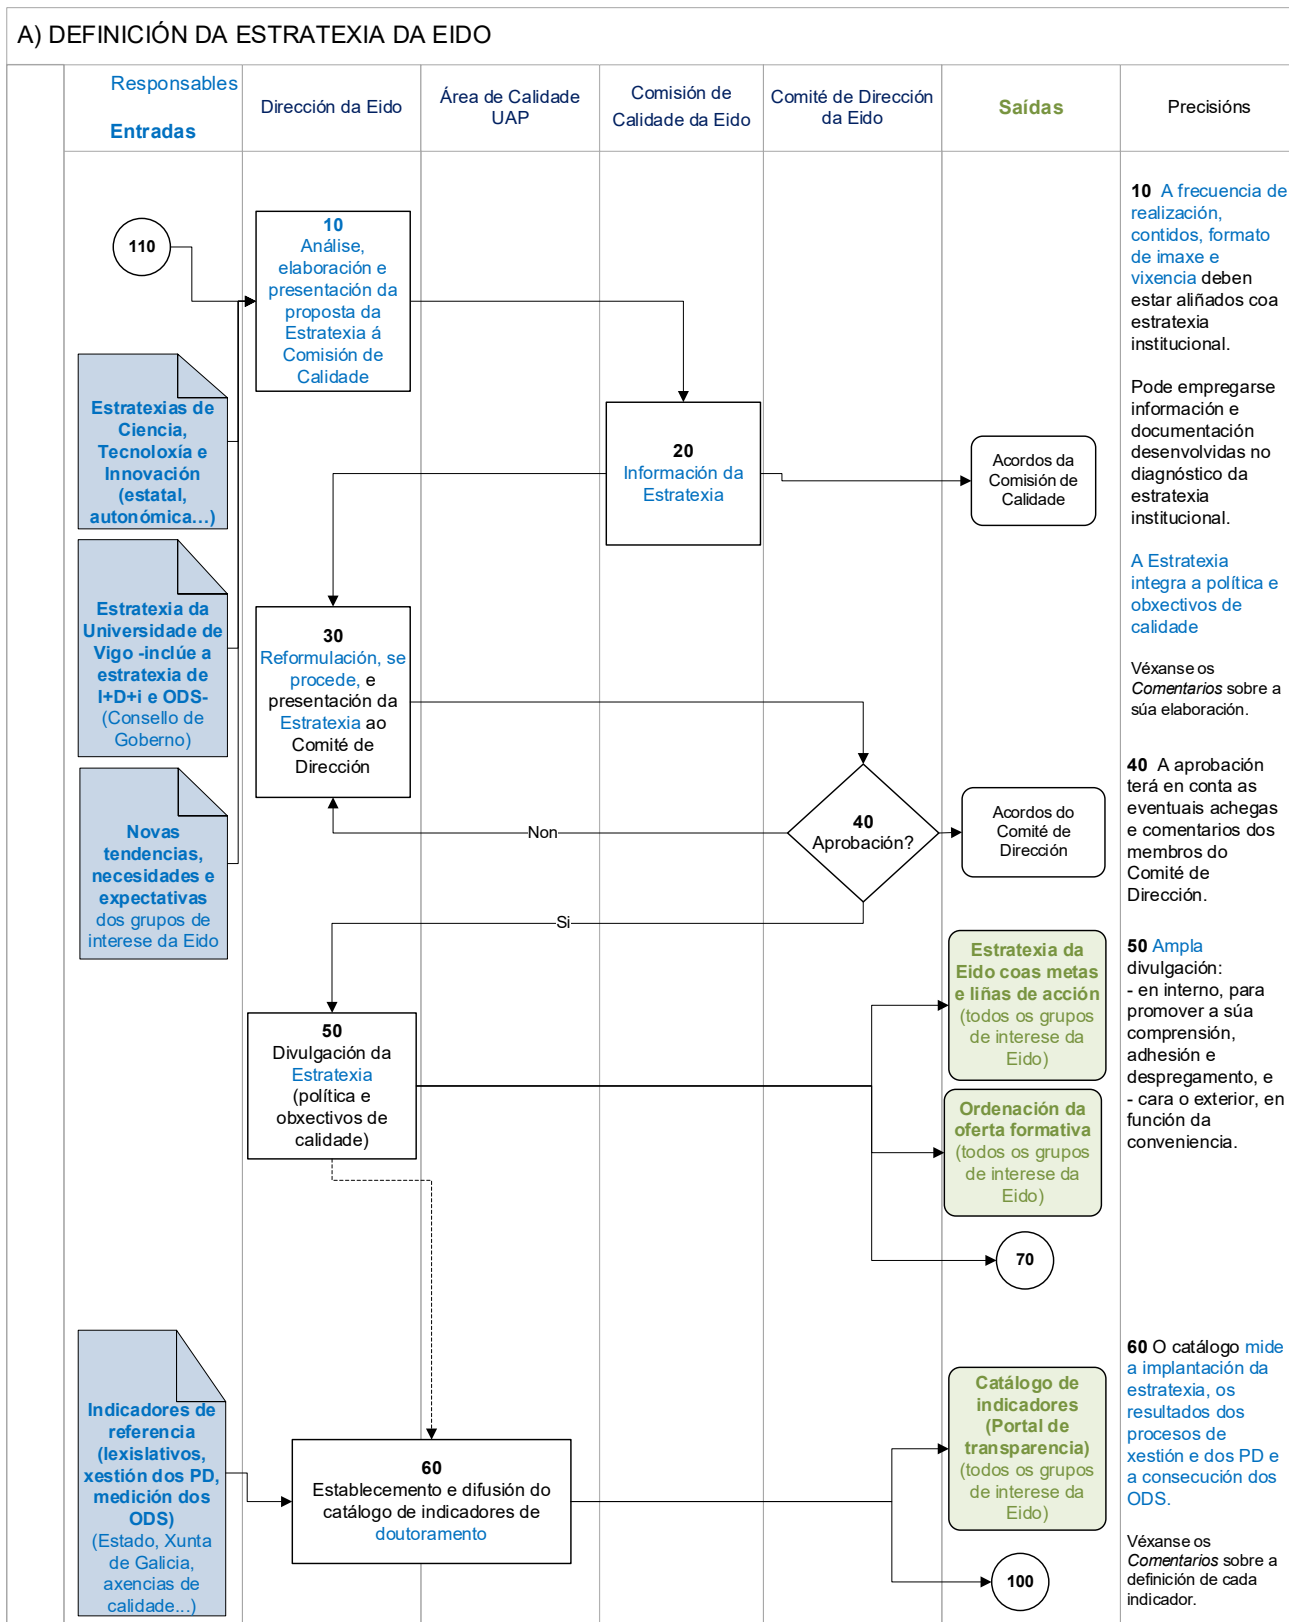 A) DEFINICIÓN DA ESTRATEXIA DA EIDO
Responsables
Entradas
Dirección da Eido
Área de Calidade
UAP
Comisión de
Calidade da Eido
Comité de Dirección
da Eido
Saídas
Precisións
110
10
Análise,
elaboración e
presentación da
proposta da
Estratexia á
Comisión de
Calidade
Estratexias de
Ciencia,
Tecnoloxía e
Innovación
(estatal,
autonómica...)
20
Información da
Estratexia
Acordos da
Comisión de
Calidade
Estratexia da
Universidade de
Vigo -inclúe a
estratexia de
I+D+i e ODS-
(Consello de
Goberno)
30
Reformulación, se
procede, e
presentación da
Estratexia ao
Comité de
Dirección
Novas
tendencias,
necesidades e
expectativas
dos grupos de
interese da Eido
Non
40
Aprobación?
Acordos do
Comité de
Dirección
Si
50
Divulgación da
Estratexia
(política e
obxectivos de
calidade)
Estratexia da
Eido coas metas
e liñas de acción
(todos os grupos
de interese da
Eido)
Ordenación da
oferta formativa
(todos os grupos
de interese da
Eido)
70
Indicadores de
referencia
(lexislativos,
xestión dos PD,
medición dos
ODS)
(Estado, Xunta
de Galicia,
axencias de
calidade...)
60
Establecemento e difusión do
catálogo de indicadores de
doutoramento
Catálogo de
indicadores
(Portal de
transparencia)
(todos os grupos
de interese da
Eido)
100
10 A frecuencia de
realización,
contidos, formato
de imaxe e
vixencia deben
estar aliñados coa
estratexia
institucional.
Pode empregarse
información e
documentación
desenvolvidas no
diagnóstico da
estratexia
institucional.
A Estratexia
integra a política e
obxectivos de
calidade
Véxanse os
Comentarios sobre a
súa elaboración.
40 A aprobación
terá en conta as
eventuais achegas
e comentarios dos
membros do
Comité de
Dirección.
50 Ampla
divulgación:
- en interno, para
promover a súa
comprensión,
adhesión e
despregamento, e
- cara o exterior, en
función da
conveniencia.
60 O catálogo mide
a implantación da
estratexia, os
resultados dos
procesos de
xestión e dos PD e
a consecución dos
ODS.
Véxanse os
Comentarios sobre a
definición de cada
indicador.